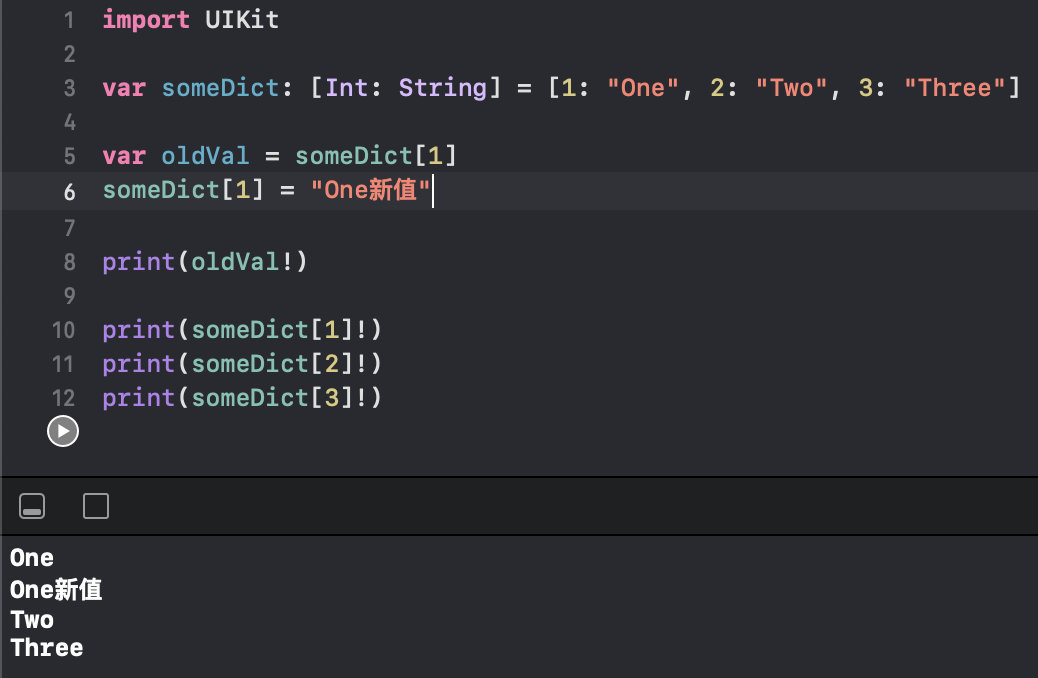 1 import UIKit
2
3 var someDict: [Int: String] = [1: "One", 2: "Two", 3: "Three"]
4
5 var oldVal = someDict[1]
6 someDict[1] = "One新值"
7
8 print(oldVal!)
9
10 print(someDict[1]!)
11 print(someDict[2]!)
12 print(someDict[3]!)
One
One新值
Two
Three